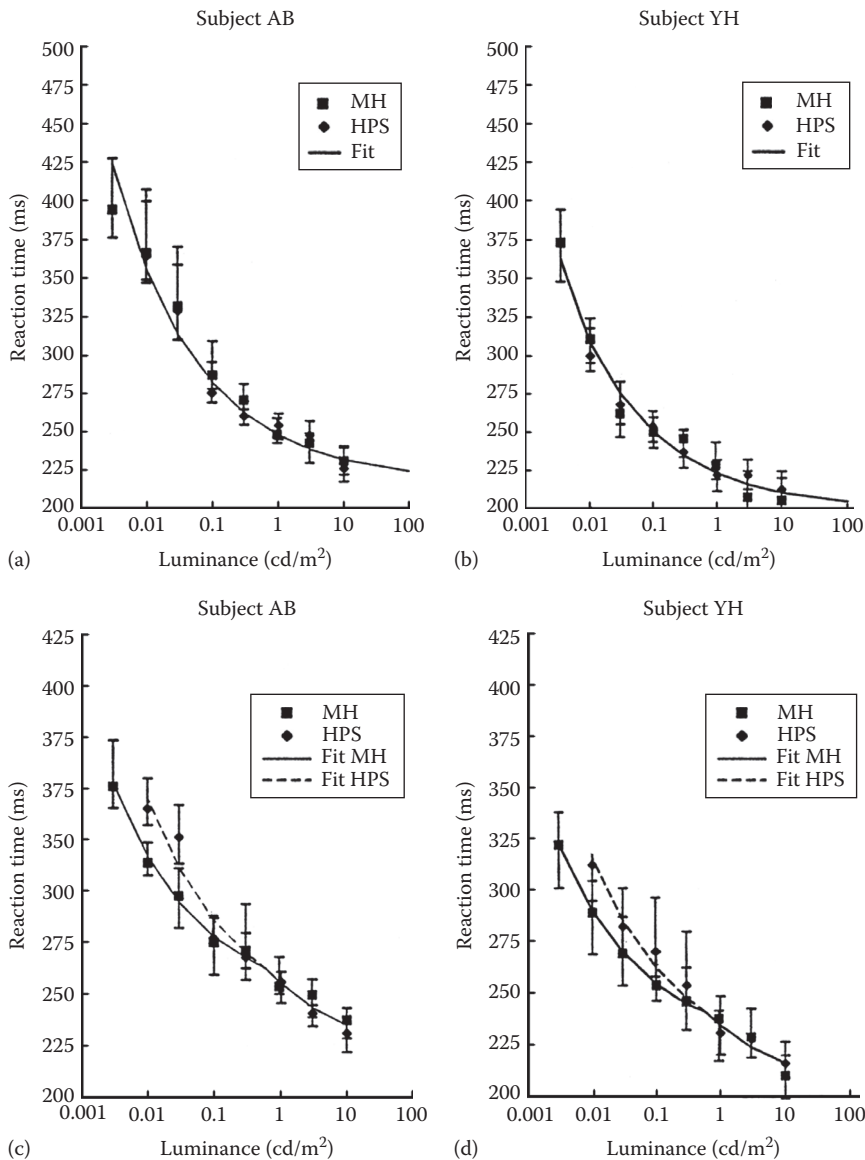 Subject AB
500
475
450
425
400
375
350
325
300
275
250
225
200
Reaction time (ms)
MH
HPS
Fit
0.001 0.01 0.1 1 10 100
(a) Luminance (cd/m²)
Subject YH
500
475
450
425
400
375
350
325
300
275
250
225
200
Reaction time (ms)
MH
HPS
Fit
0.001 0.01 0.1 1 10 100
(b) Luminance (cd/m²)
Subject AB
425
400
375
375
350
300
275
250
225
200
Reaction time (ms)
MH
HPS
Fit MH
Fit HPS
0.001 0.01 0.1 1 10 100
(c) Luminance (cd/m²)
Subject YH
425
400
375
350
325
300
275
250
225
200
Reaction time (ms)
MH
HPS
Fit MH
Fit HPS
0.001 0.01 0.1 1 10 100
(d) Luminance (cd/m²)